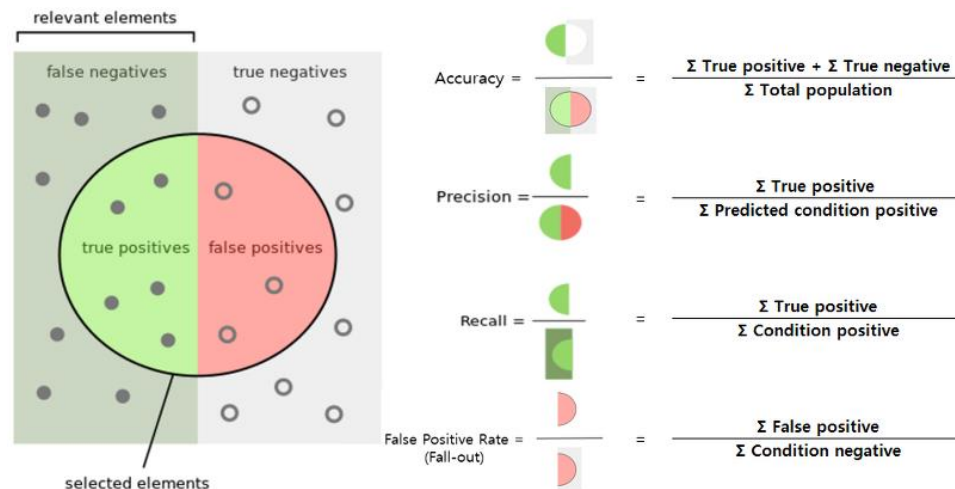 relevant elements
false negatives
true negatives
true positives
false positives
selected elements
Accuracy =
=
Σ True positive + Σ True negative
Σ Total population
Precision =
=
Σ True positive
Σ Predicted condition positive
Recall =
=
Σ True positive
Σ Condition positive
False Positive Rate =
(Fall-out)
=
Σ False positive
Σ Condition negative